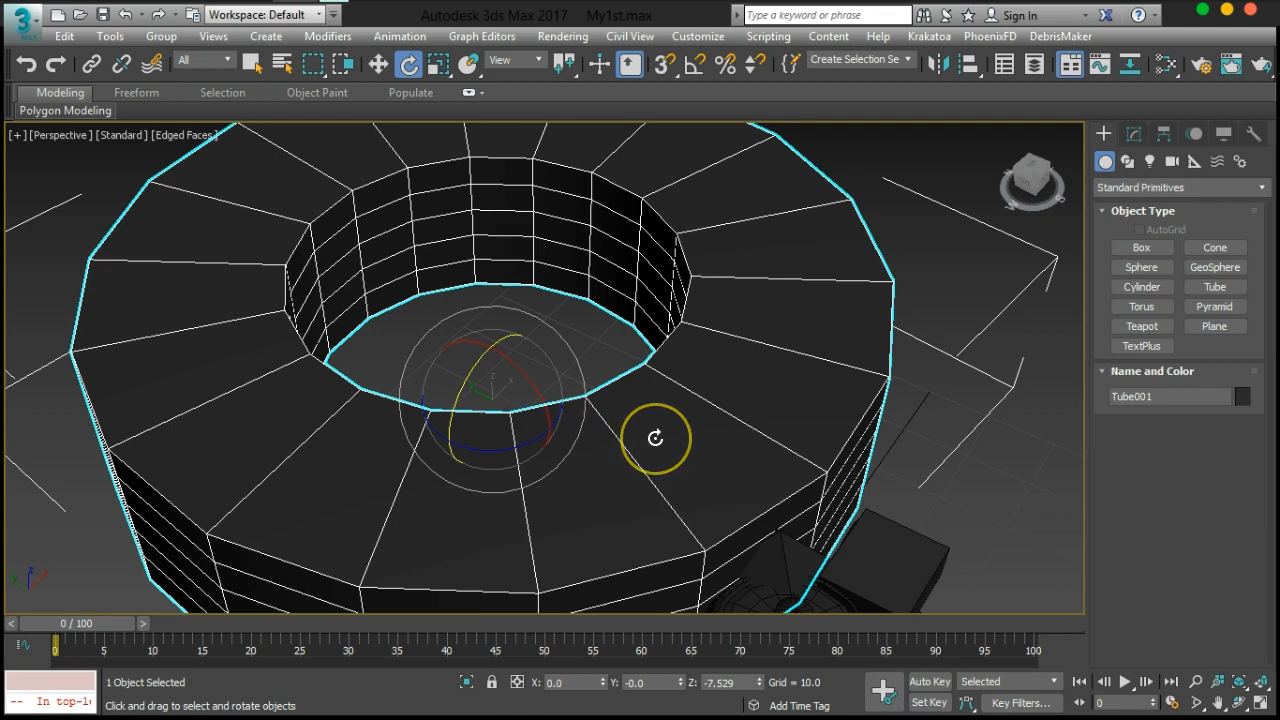 3
MAX
Workspace: Default
Autodesk 3ds Max 2017 My1st.max
Type a keyword or phrase
Sign In
Edit Tools Group Views Create Modifiers Animation Graph Editors Rendering Civil View Customize Scripting Content Help Krakatoa PhoenixFD DebrisMaker
All
View
3
Create Selection Se
Modeling Freeform Selection Object Paint Populate
Polygon Modeling
[+] [Perspective] [Standard] [Edged Faces]
Standard Primitives
Object Type
AutoGrid
Box Cone
Sphere GeoSphere
Cylinder Tube
Torus Pyramid
Teapot Plane
TextPlus
Name and Color
Tube001
z
x
z
0 / 100
0 5 10 15 20 25 30 35 40 45 50 55 60 65 70 75 80 85 90 95 100
1 Object Selected
X: 0.0 Y: -0.0 Z: -7.529 Grid = 10.0
Auto Key Selected
-- In top-le
Click and drag to select and rotate objects
Add Time Tag
Set Key Key Filters... 0